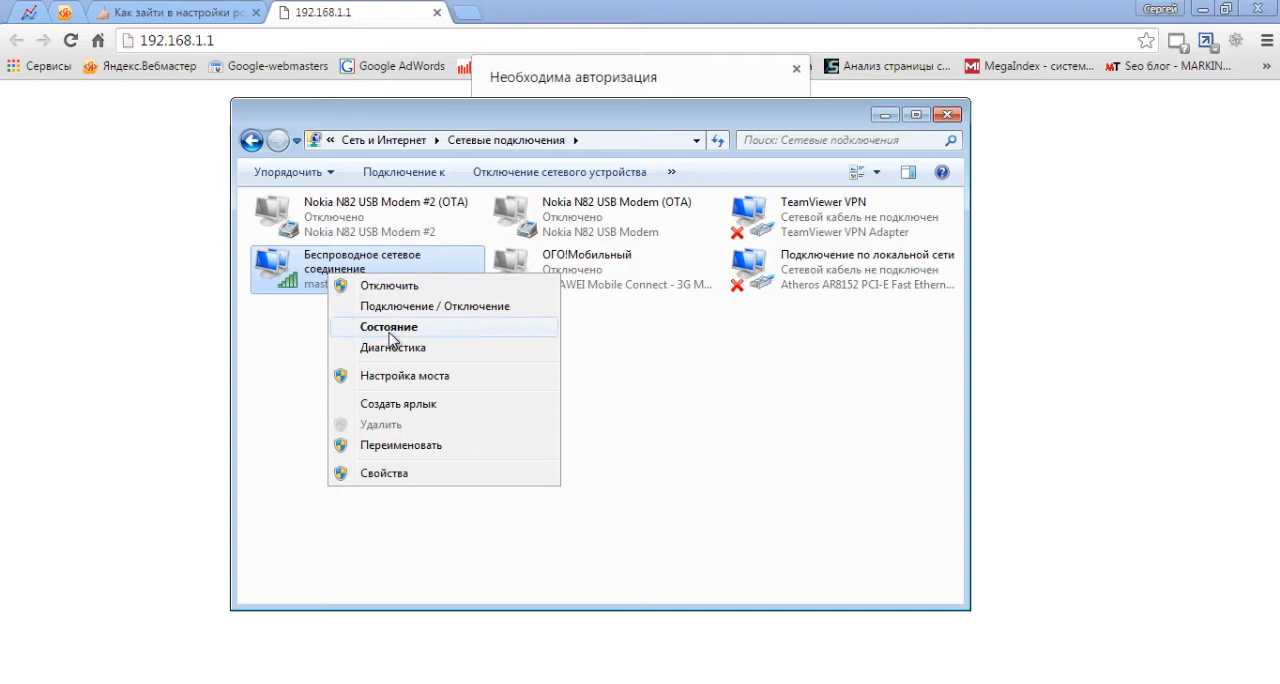 Как зайти в настройки ро
192.168.1.1
Сергей
192.168.1.1
Сервисы
Яндекс.Вебмастер
Google-webmasters
Google AdWords
Анализ страницы с...
MegaIndex - систем...
Seo блог - MARKIN...
Необходима авторизация
Сеть и Интернет
Сетевые подключения
Поиск: Сетевые подключения
Упорядочить
Подключение к
Отключение сетевого устройства
Nokia N82 USB Modem #2 (OTA)
Отключено
Nokia N82 USB Modem #2
Nokia N82 USB Modem (OTA)
Отключено
Nokia N82 USB Modem
TeamViewer VPN
Сетевой кабель не подключен
TeamViewer VPN Adapter
Беспроводное сетевое
соединение
mast
ОГО!Мобильный
Отключено
AWEI Mobile Connect - 3G M...
Подключение по локальной сети
Сетевой кабель не подключен
Atheros AR8152 PCI-E Fast Ethern...
Отключить
Подключение / Отключение
Состояние
Диагностика
Настройка моста
Создать ярлык
Удалить
Переименовать
Свойства